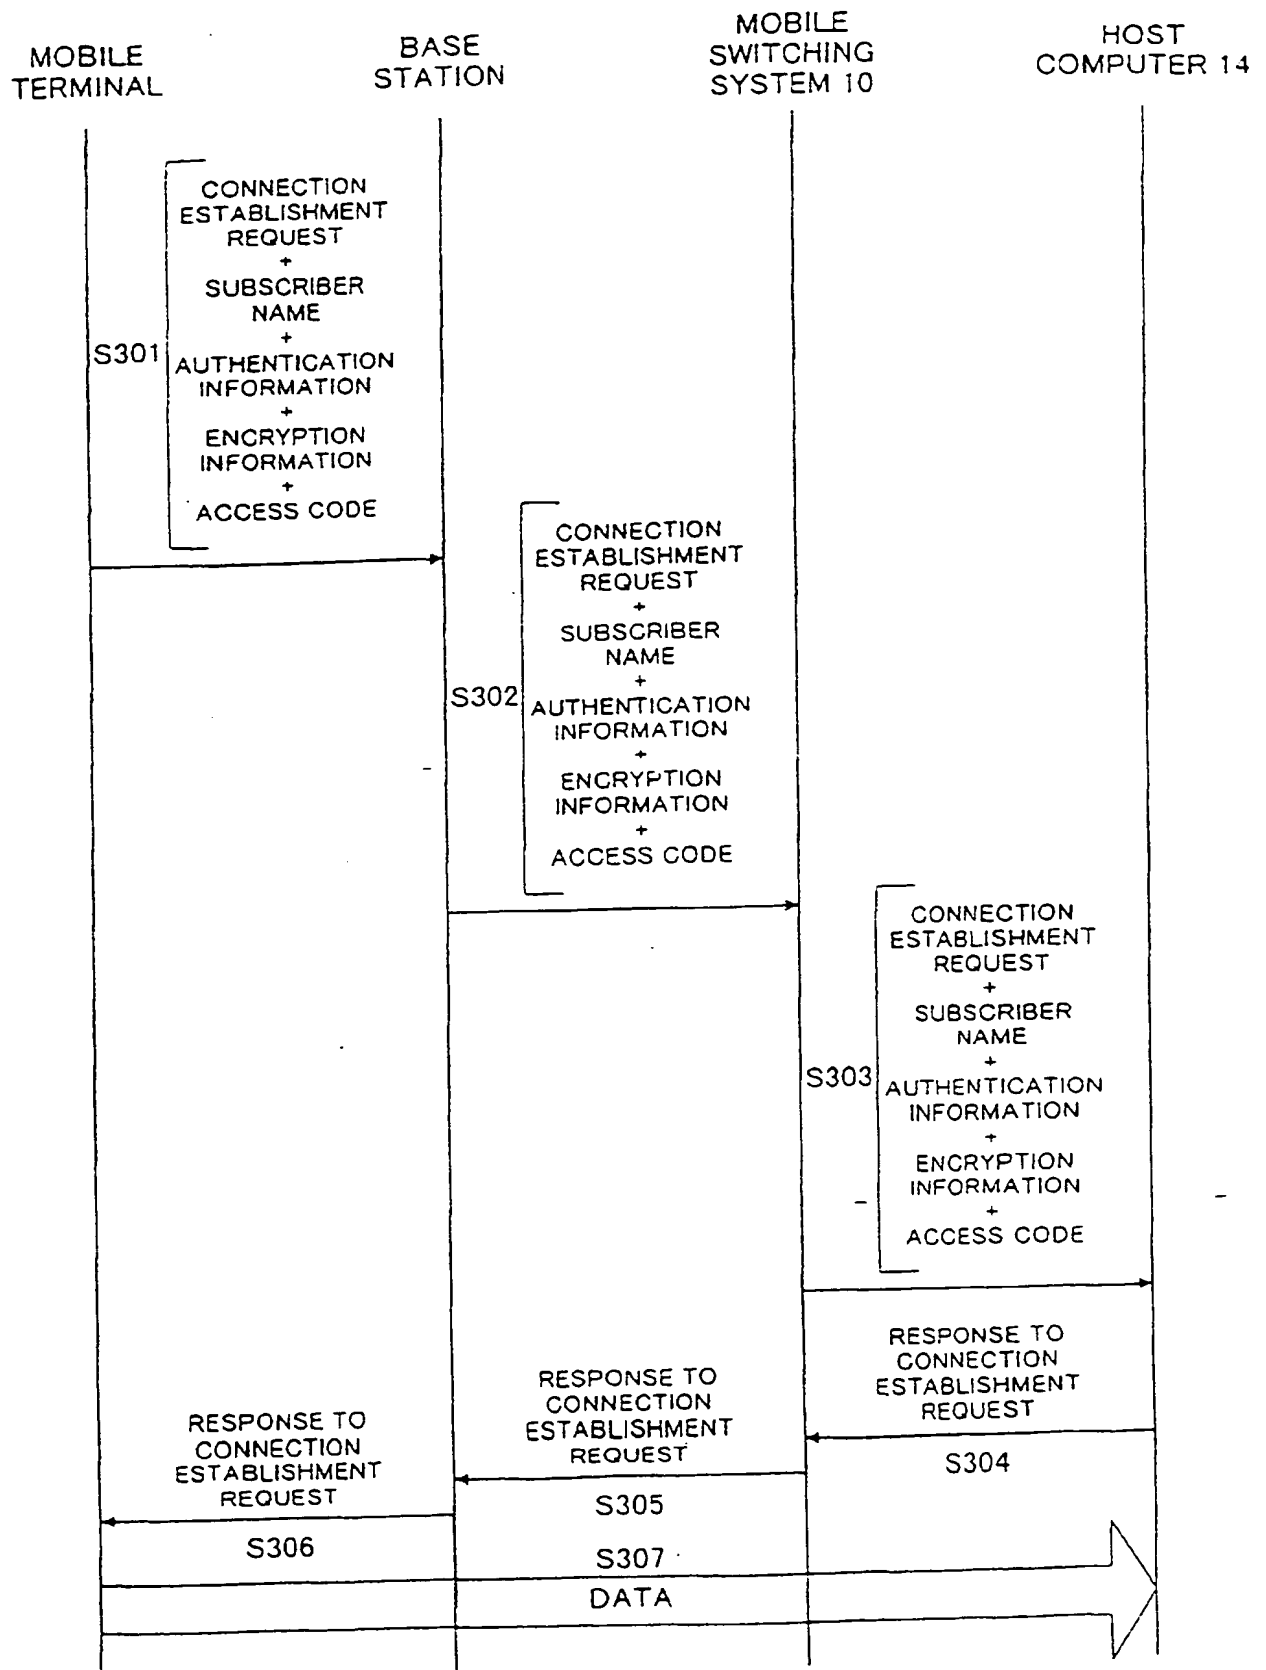 MOBILE
TERMINAL
BASE
STATION
MOBILE
SWITCHING
SYSTEM 10
HOST
COMPUTER 14
S301
CONNECTION
ESTABLISHMENT
REQUEST
+
SUBSCRIBER
NAME
+
AUTHENTICATION
INFORMATION
+
ENCRYPTION
INFORMATION
+
ACCESS CODE
S302
CONNECTION
ESTABLISHMENT
REQUEST
+
SUBSCRIBER
NAME
+
AUTHENTICATION
INFORMATION
+
ENCRYPTION
INFORMATION
+
ACCESS CODE
S303
CONNECTION
ESTABLISHMENT
REQUEST
+
SUBSCRIBER
NAME
+
AUTHENTICATION
INFORMATION
+
ENCRYPTION
INFORMATION
+
ACCESS CODE
RESPONSE TO
CONNECTION
ESTABLISHMENT
REQUEST
S304
RESPONSE TO
CONNECTION
ESTABLISHMENT
REQUEST
S305
RESPONSE TO
CONNECTION
ESTABLISHMENT
REQUEST
S306
S307
DATA